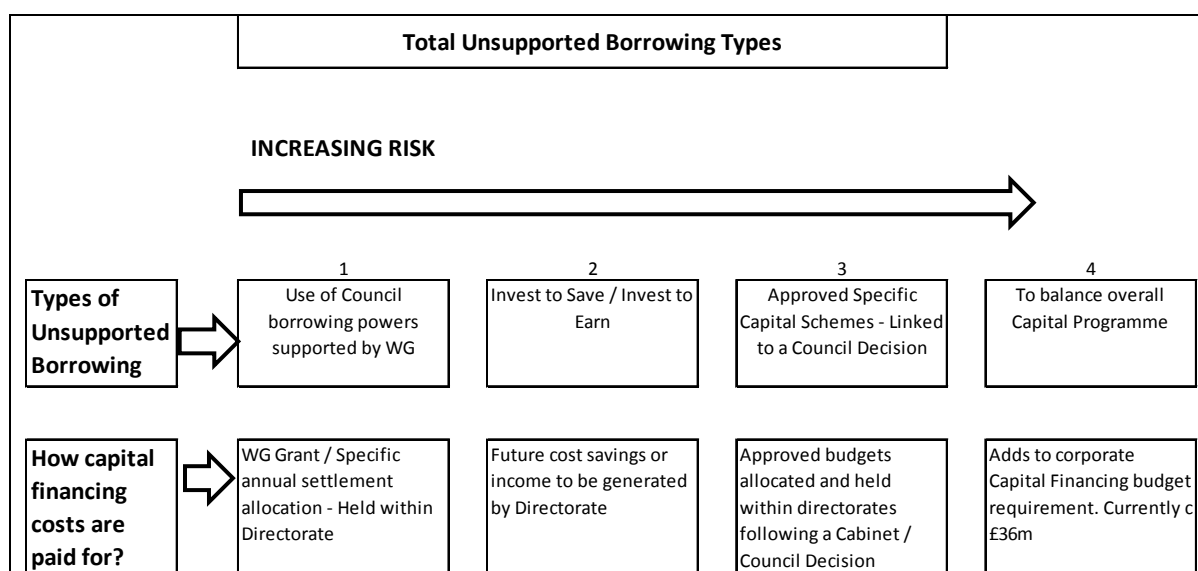 Total Unsupported Borrowing Types
INCREASING RISK
1
2
3
4
Types of
Unsupported
Borrowing
Use of Council
borrowing powers
supported by WG
Invest to Save / Invest to
Earn
Approved Specific
Capital Schemes - Linked
to a Council Decision
To balance overall
Capital Programme
How capital
financing
costs are
paid for?
WG Grant / Specific
annual settlement
allocation - Held within
Directorate
Future cost savings or
income to be generated
by Directorate
Approved budgets
allocated and held
within directorates
following a Cabinet /
Council Decision
Adds to corporate
Capital Financing budget
requirement. Currently c
£36m